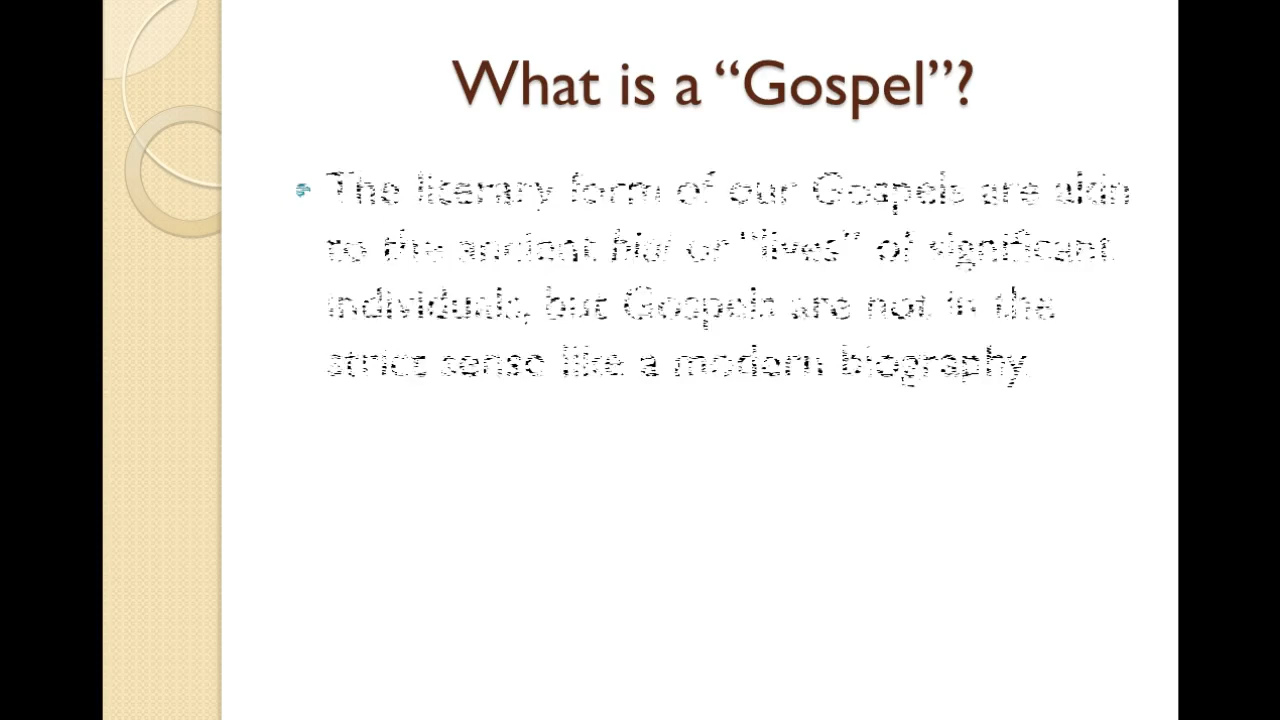 What is a “Gospel”?
• The literary form of our Gospels are akin
to the ancient bioi or “lives” of significant
individuals, but Gospels are not in the
strict sense like a modern biography.